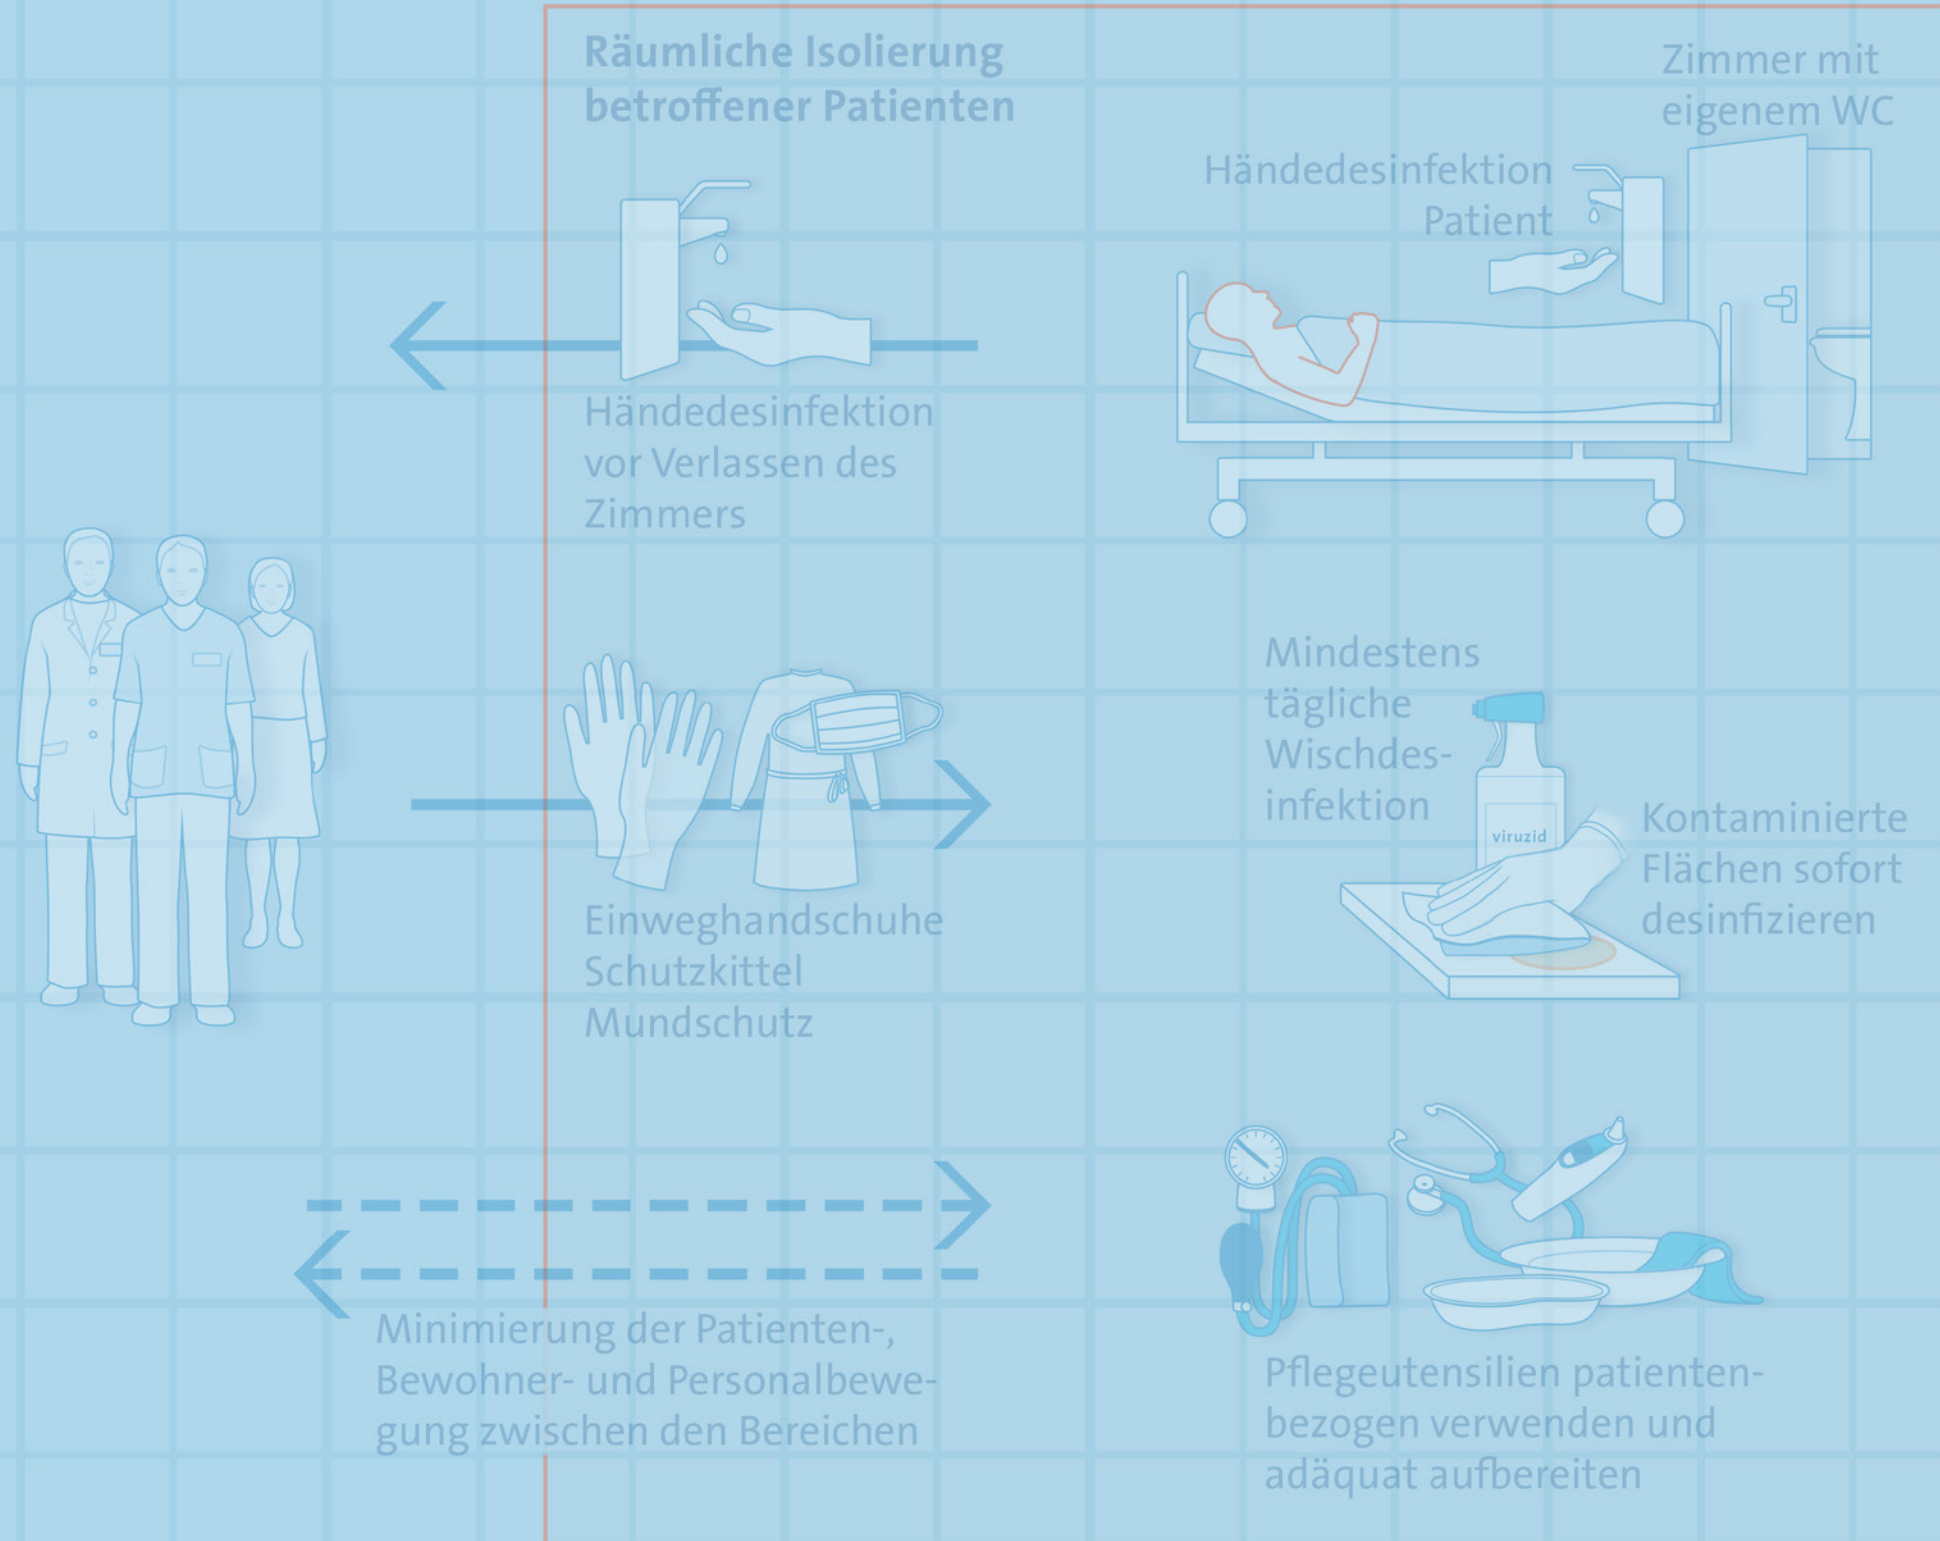 Räumliche Isolierung
betroffener Patienten
Zimmer mit
eigenem WC
Händedesinfektion
Patient
Händedesinfektion
vor Verlassen des
Zimmers
Mindestens
tägliche
Wischdes-
infektion
viruzid
Kontaminierte
Flächen sofort
desinfizieren
Einweghandschuhe
Schutzkittel
Mundschutz
Minimierung der Patienten-,
Bewohner- und Personalbewe-
gung zwischen den Bereichen
Pflegeutensilien patienten-
bezogen verwenden und
adäquat aufbereiten